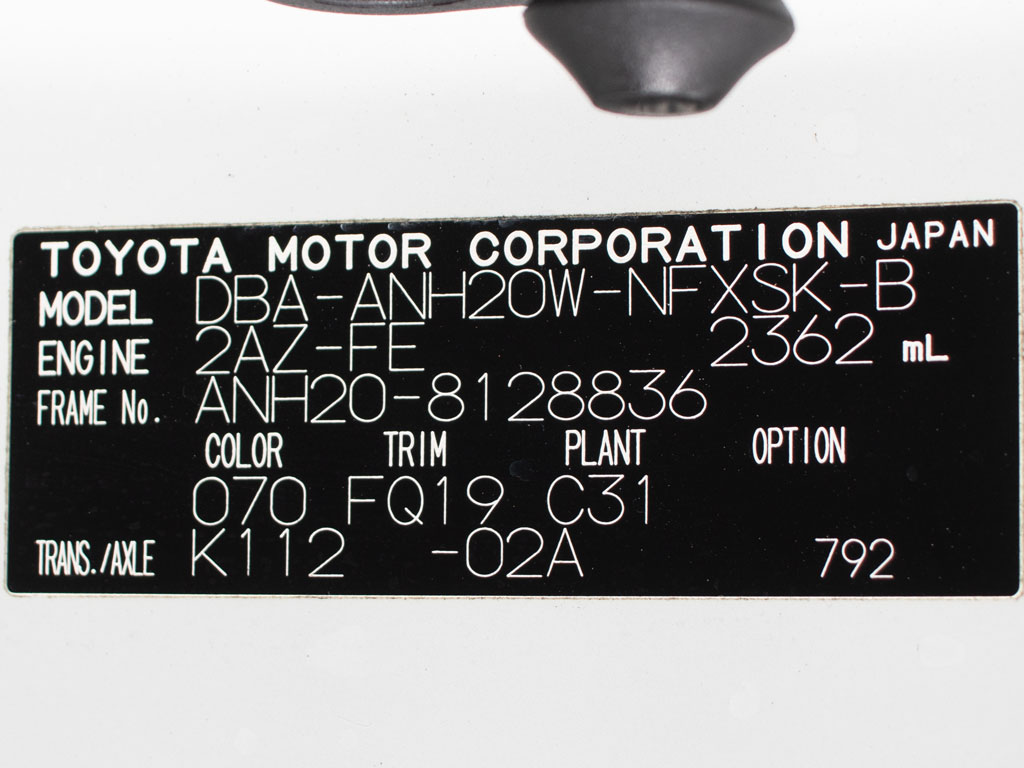 TOYOTA MOTOR CORPORATION JAPAN
MODEL DBA-ANH20W-NFXSK-B
ENGINE 2AZ-FE 2362 mL
FRAME No. ANH20-8128836
COLOR TRIM PLANT OPTION
070 FQ19 C31
TRANS./AXLE K112 -02A 792